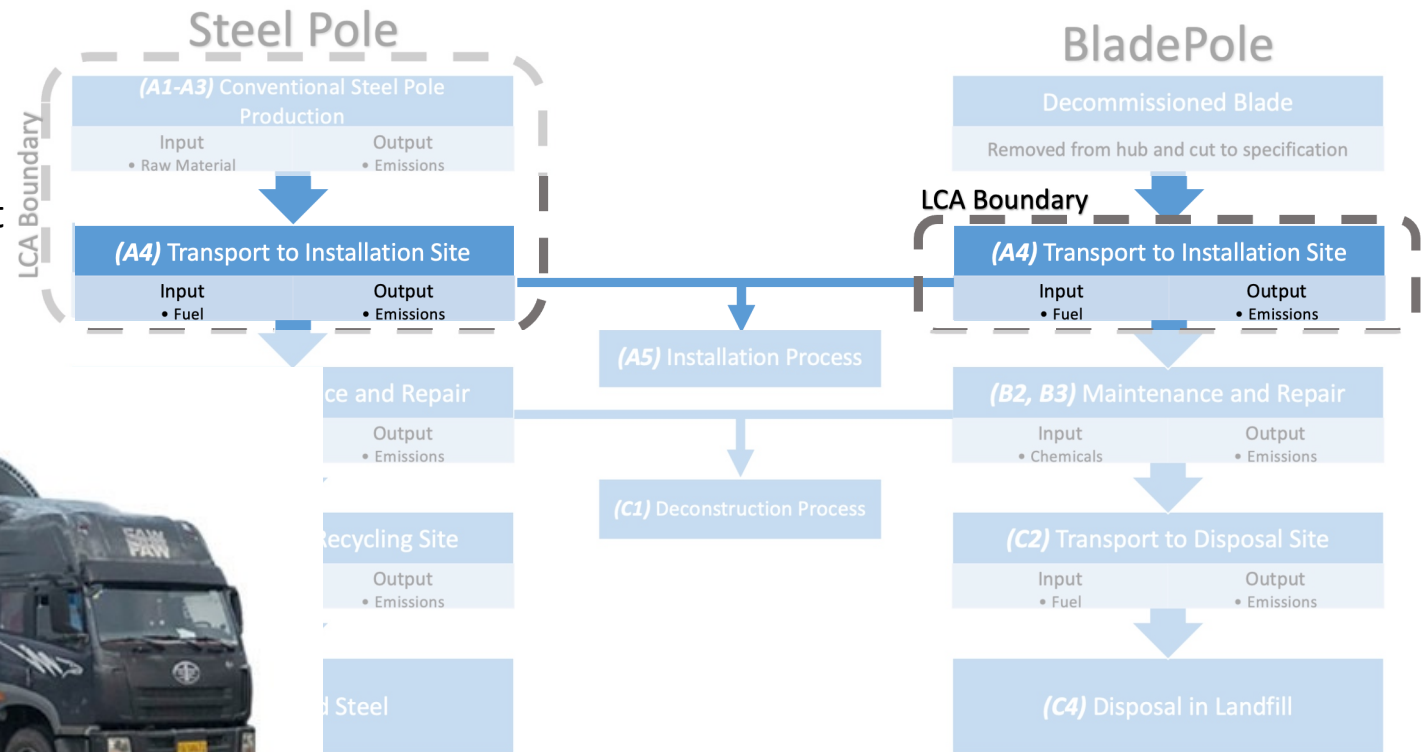 Steel Pole
BladePole
LCA Boundary
(A1-A3) Conventional Steel Pole
Production
Input
Output
• Raw Material
• Emissions
(A4) Transport to Installation Site
Input
Output
• Fuel
• Emissions
ce and Repair
Output
• Emissions
Recycling Site
Output
• Emissions
d Steel
(A5) Installation Process
(C1) Deconstruction Process
Decommissioned Blade
Removed from hub and cut to specification
LCA Boundary
(A4) Transport to Installation Site
Input
Output
• Fuel
• Emissions
(B2, B3) Maintenance and Repair
Input
Output
• Chemicals
• Emissions
(C2) Transport to Disposal Site
Input
Output
• Fuel
• Emissions
(C4) Disposal in Landfill
t
FAW